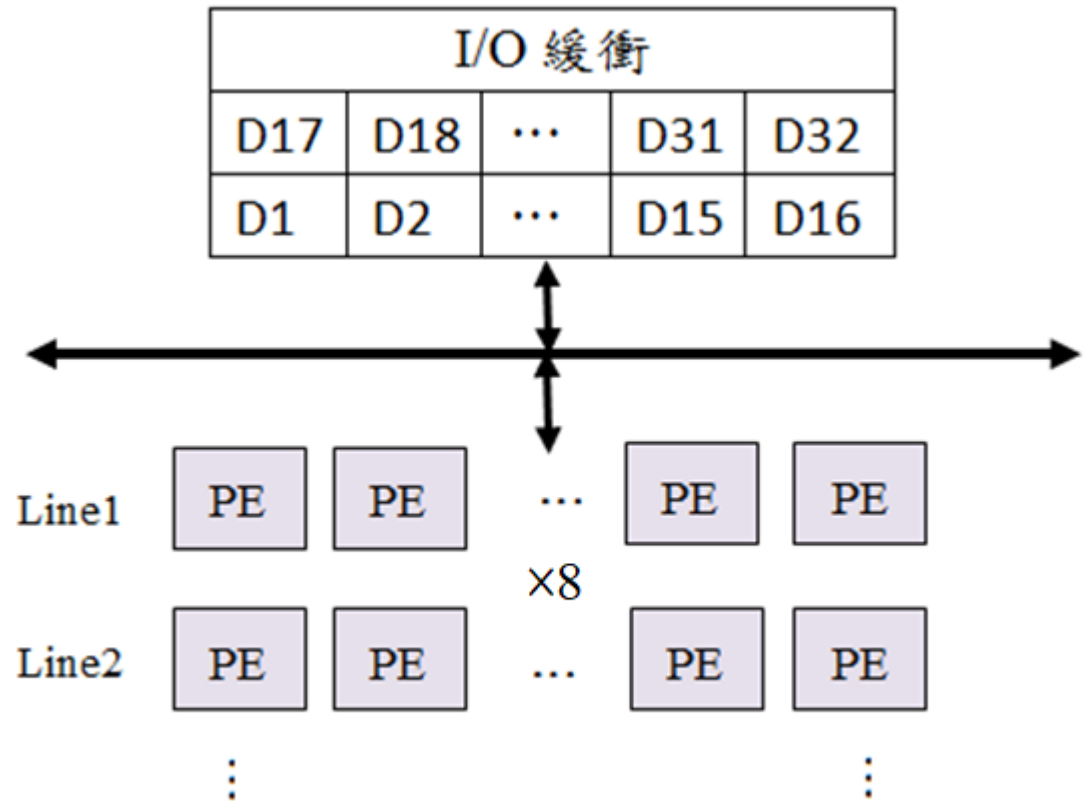 I/O 緩衝
D17 D18 ⋯ D31 D32
D1 D2 ⋯ D15 D16
Line1 PE PE ⋯ PE PE
×8
Line2 PE PE ⋯ PE PE
⋮ ⋮